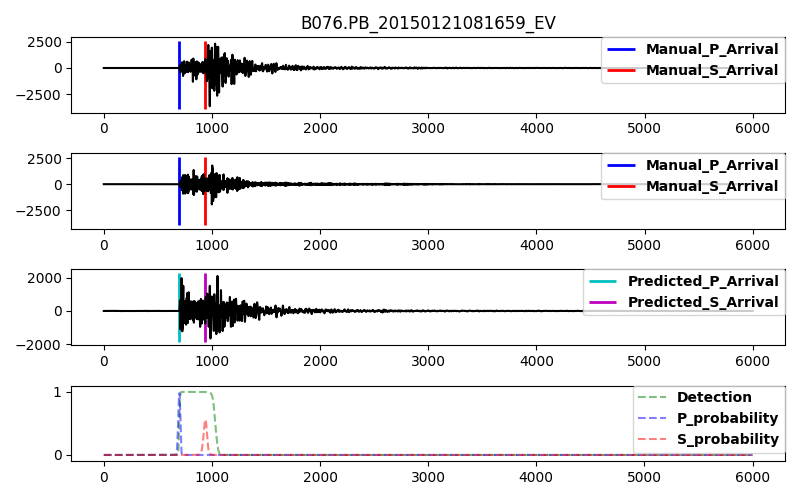 B076.PB_20150121081659_EV
2500
0
−2500
Manual_P_Arrival
Manual_S_Arrival
0 1000 2000 3000 4000 5000 6000
2500
0
−2500
Manual_P_Arrival
Manual_S_Arrival
0 1000 2000 3000 4000 5000 6000
2000
0
−2000
Predicted_P_Arrival
Predicted_S_Arrival
0 1000 2000 3000 4000 5000 6000
1
0
Detection
P_probability
S_probability
0 1000 2000 3000 4000 5000 6000